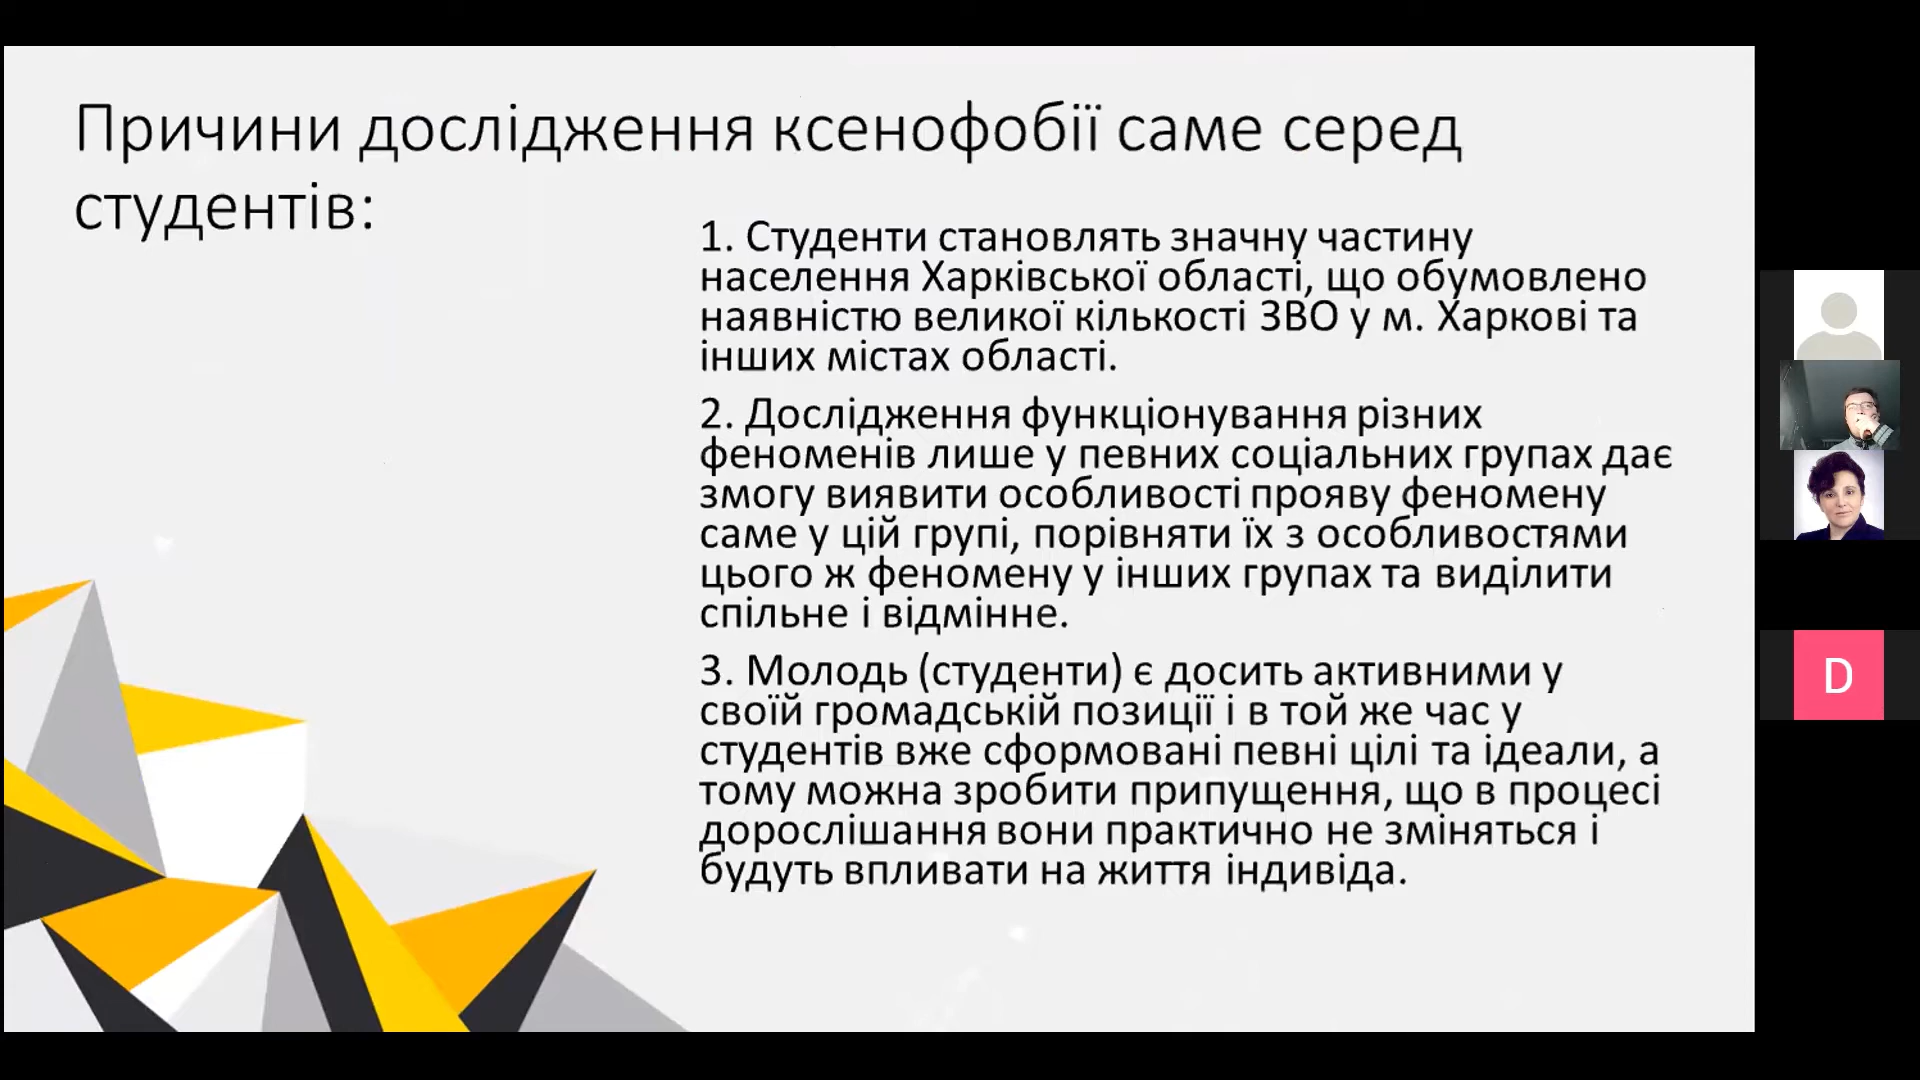 Причини дослідження ксенофобії саме серед
студентів:
1. Студенти становлять значну частину
населення Харківської області, що обумовлено
наявністю великої кількості ЗВО у м. Харкові та
інших містах області.
2. Дослідження функціонування різних
феноменів лише у певних соціальних групах дає
змогу виявити особливості прояву феномену
саме у цій групі, порівняти їх з особливостями
цього ж феномену у інших групах та виділити
спільне і відмінне.
3. Молодь (студенти) є досить активними у
своїй громадській позиції і в той же час у
студентів вже сформовані певні цілі та ідеали, а
тому можна зробити припущення, що в процесі
дорослішання вони практично не зміняться і
будуть впливати на життя індивіда.
D